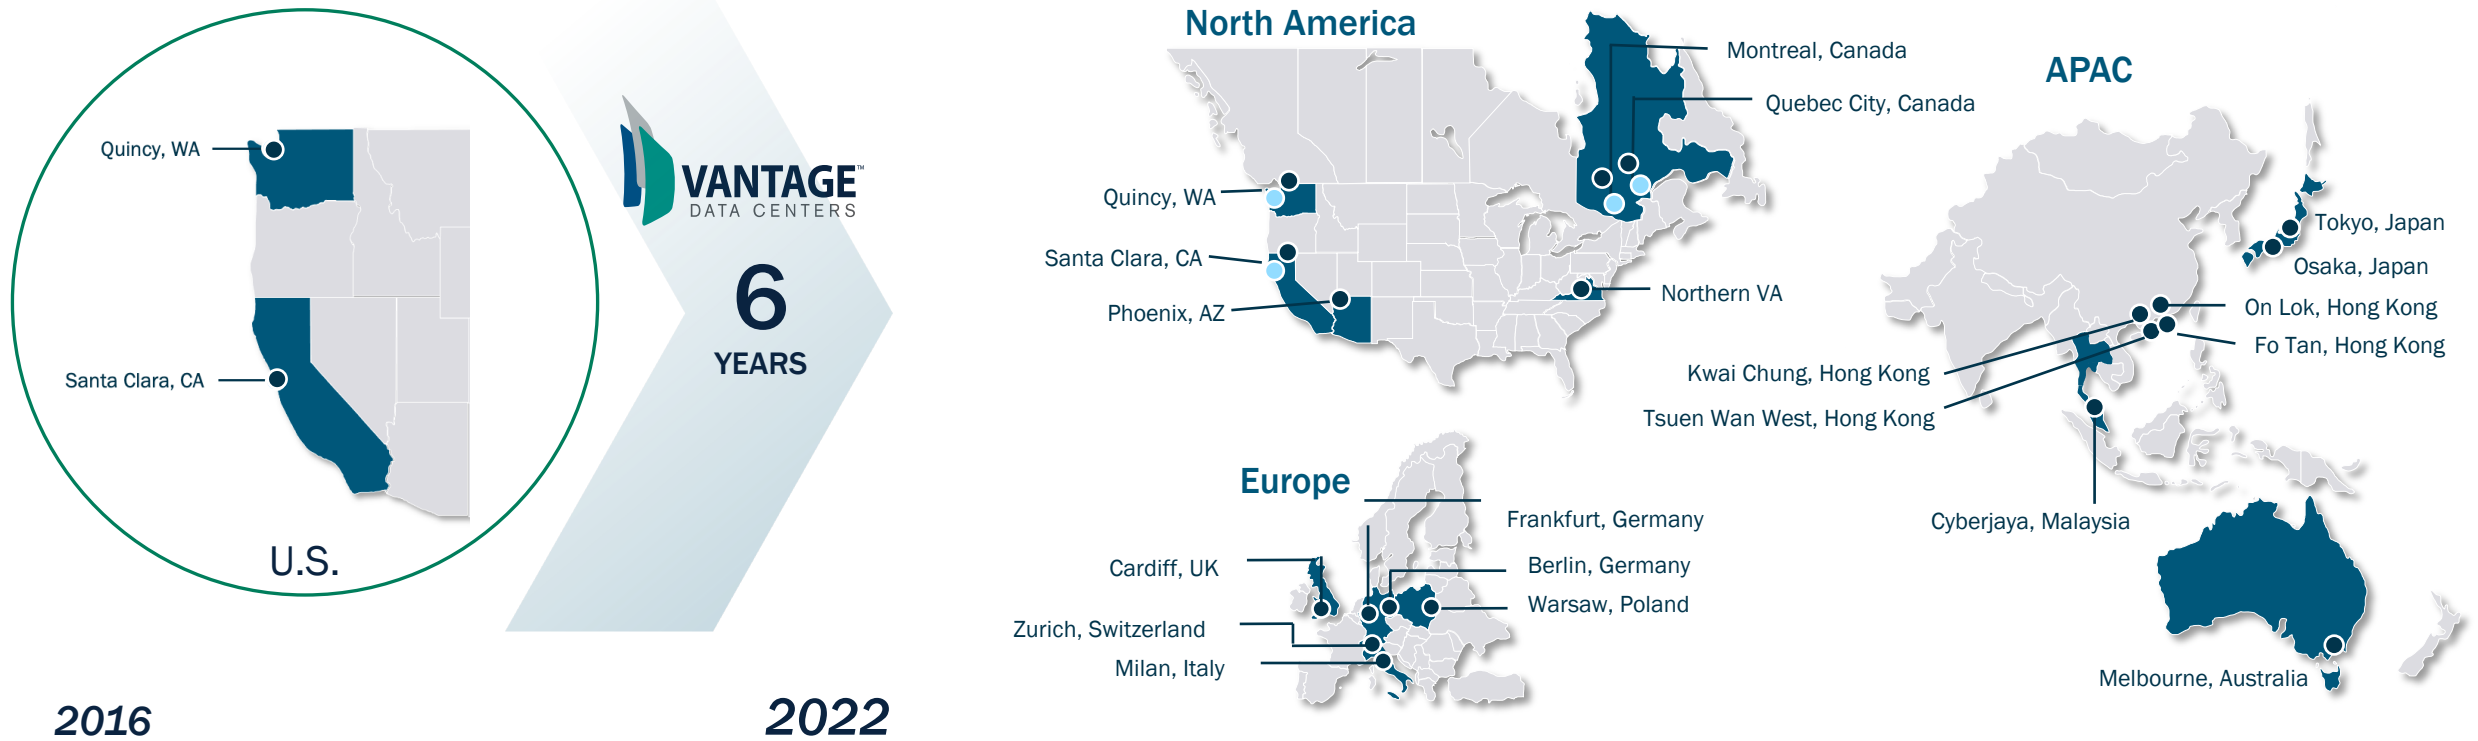 Quincy, WA
Santa Clara, CA
U.S.
2016
VANTAGE™
DATA CENTERS
6
YEARS
2022
North America
Montreal, Canada
Quebec City, Canada
Quincy, WA
Santa Clara, CA
Phoenix, AZ
Northern VA
Europe
Frankfurt, Germany
Cardiff, UK
Berlin, Germany
Warsaw, Poland
Zurich, Switzerland
Milan, Italy
APAC
Tokyo, Japan
Osaka, Japan
On Lok, Hong Kong
Fo Tan, Hong Kong
Kwai Chung, Hong Kong
Tsuen Wan West, Hong Kong
Cyberjaya, Malaysia
Melbourne, Australia